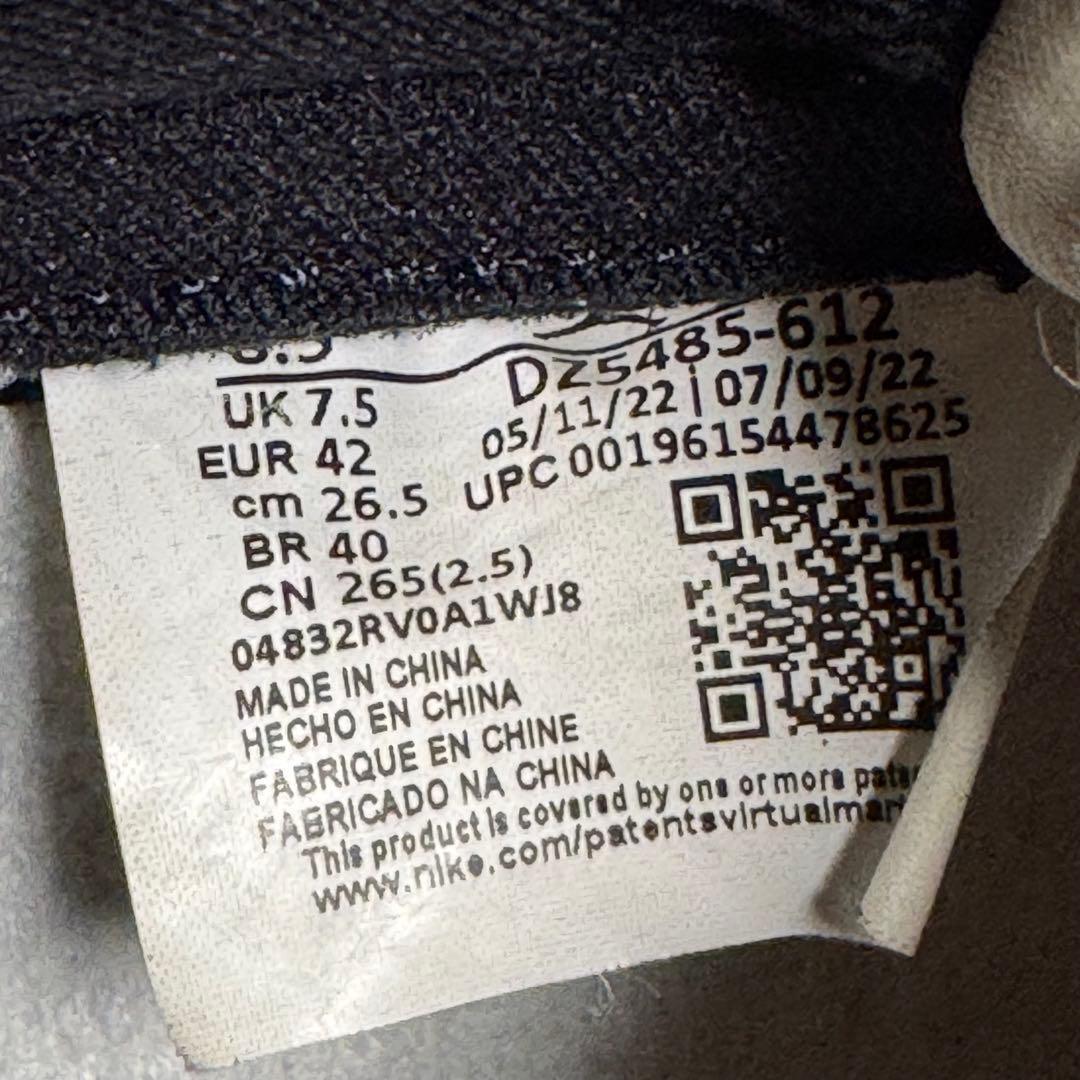 8.5
UK 7.5
EUR 42
cm 26.5
BR 40
CN 265(2.5)
DZ5485-612
05/11/22 | 07/09/22
UPC 00196154478625
04832RV0A1WJ8
MADE IN CHINA
HECHO EN CHINA
FABRIQUE EN CHINE
FABRICADO NA CHINA
This product is covered by one or more
www.nike.com/patentsvirtualmar